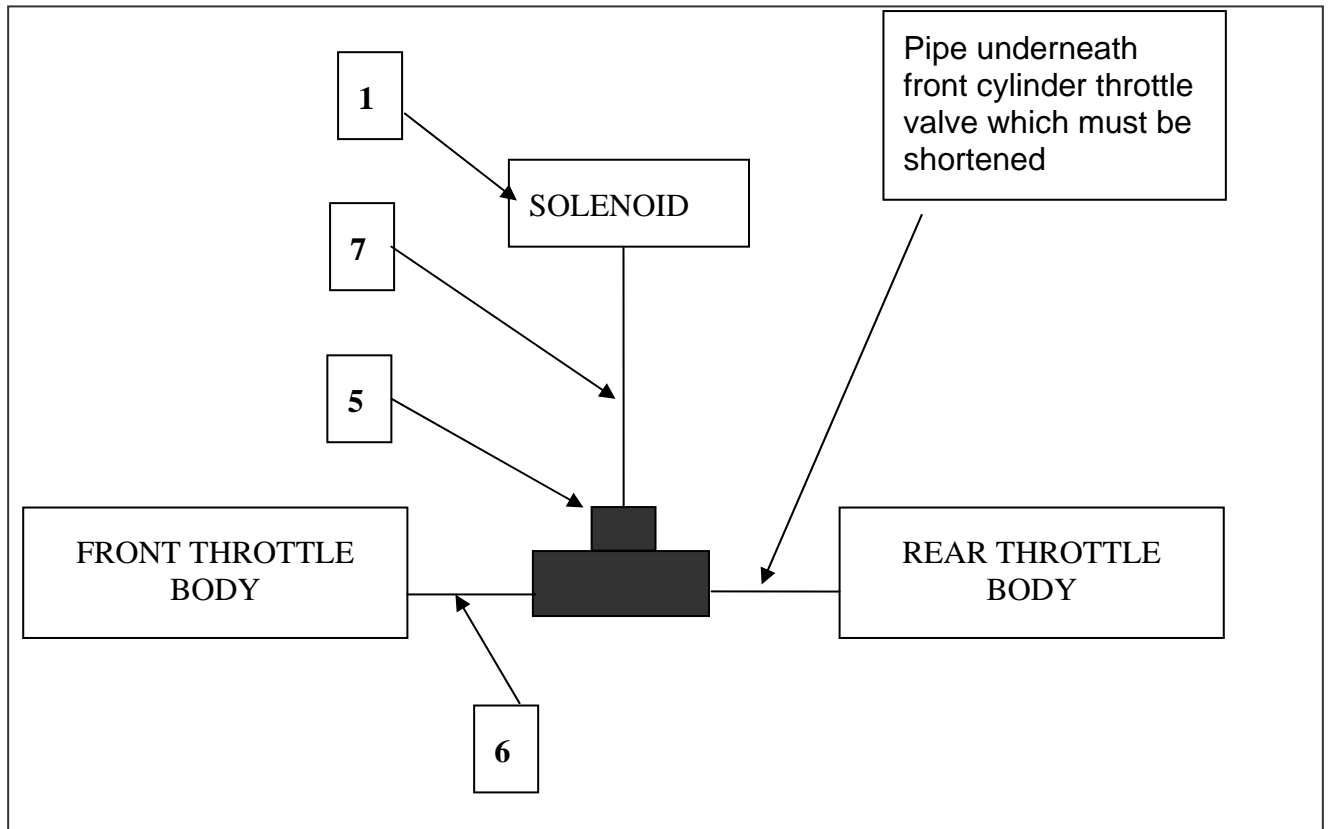 Pipe underneath
front cylinder throttle
valve which must be
shortened
1
SOLENOID
7
5
FRONT THROTTLE
BODY
REAR THROTTLE
BODY
6